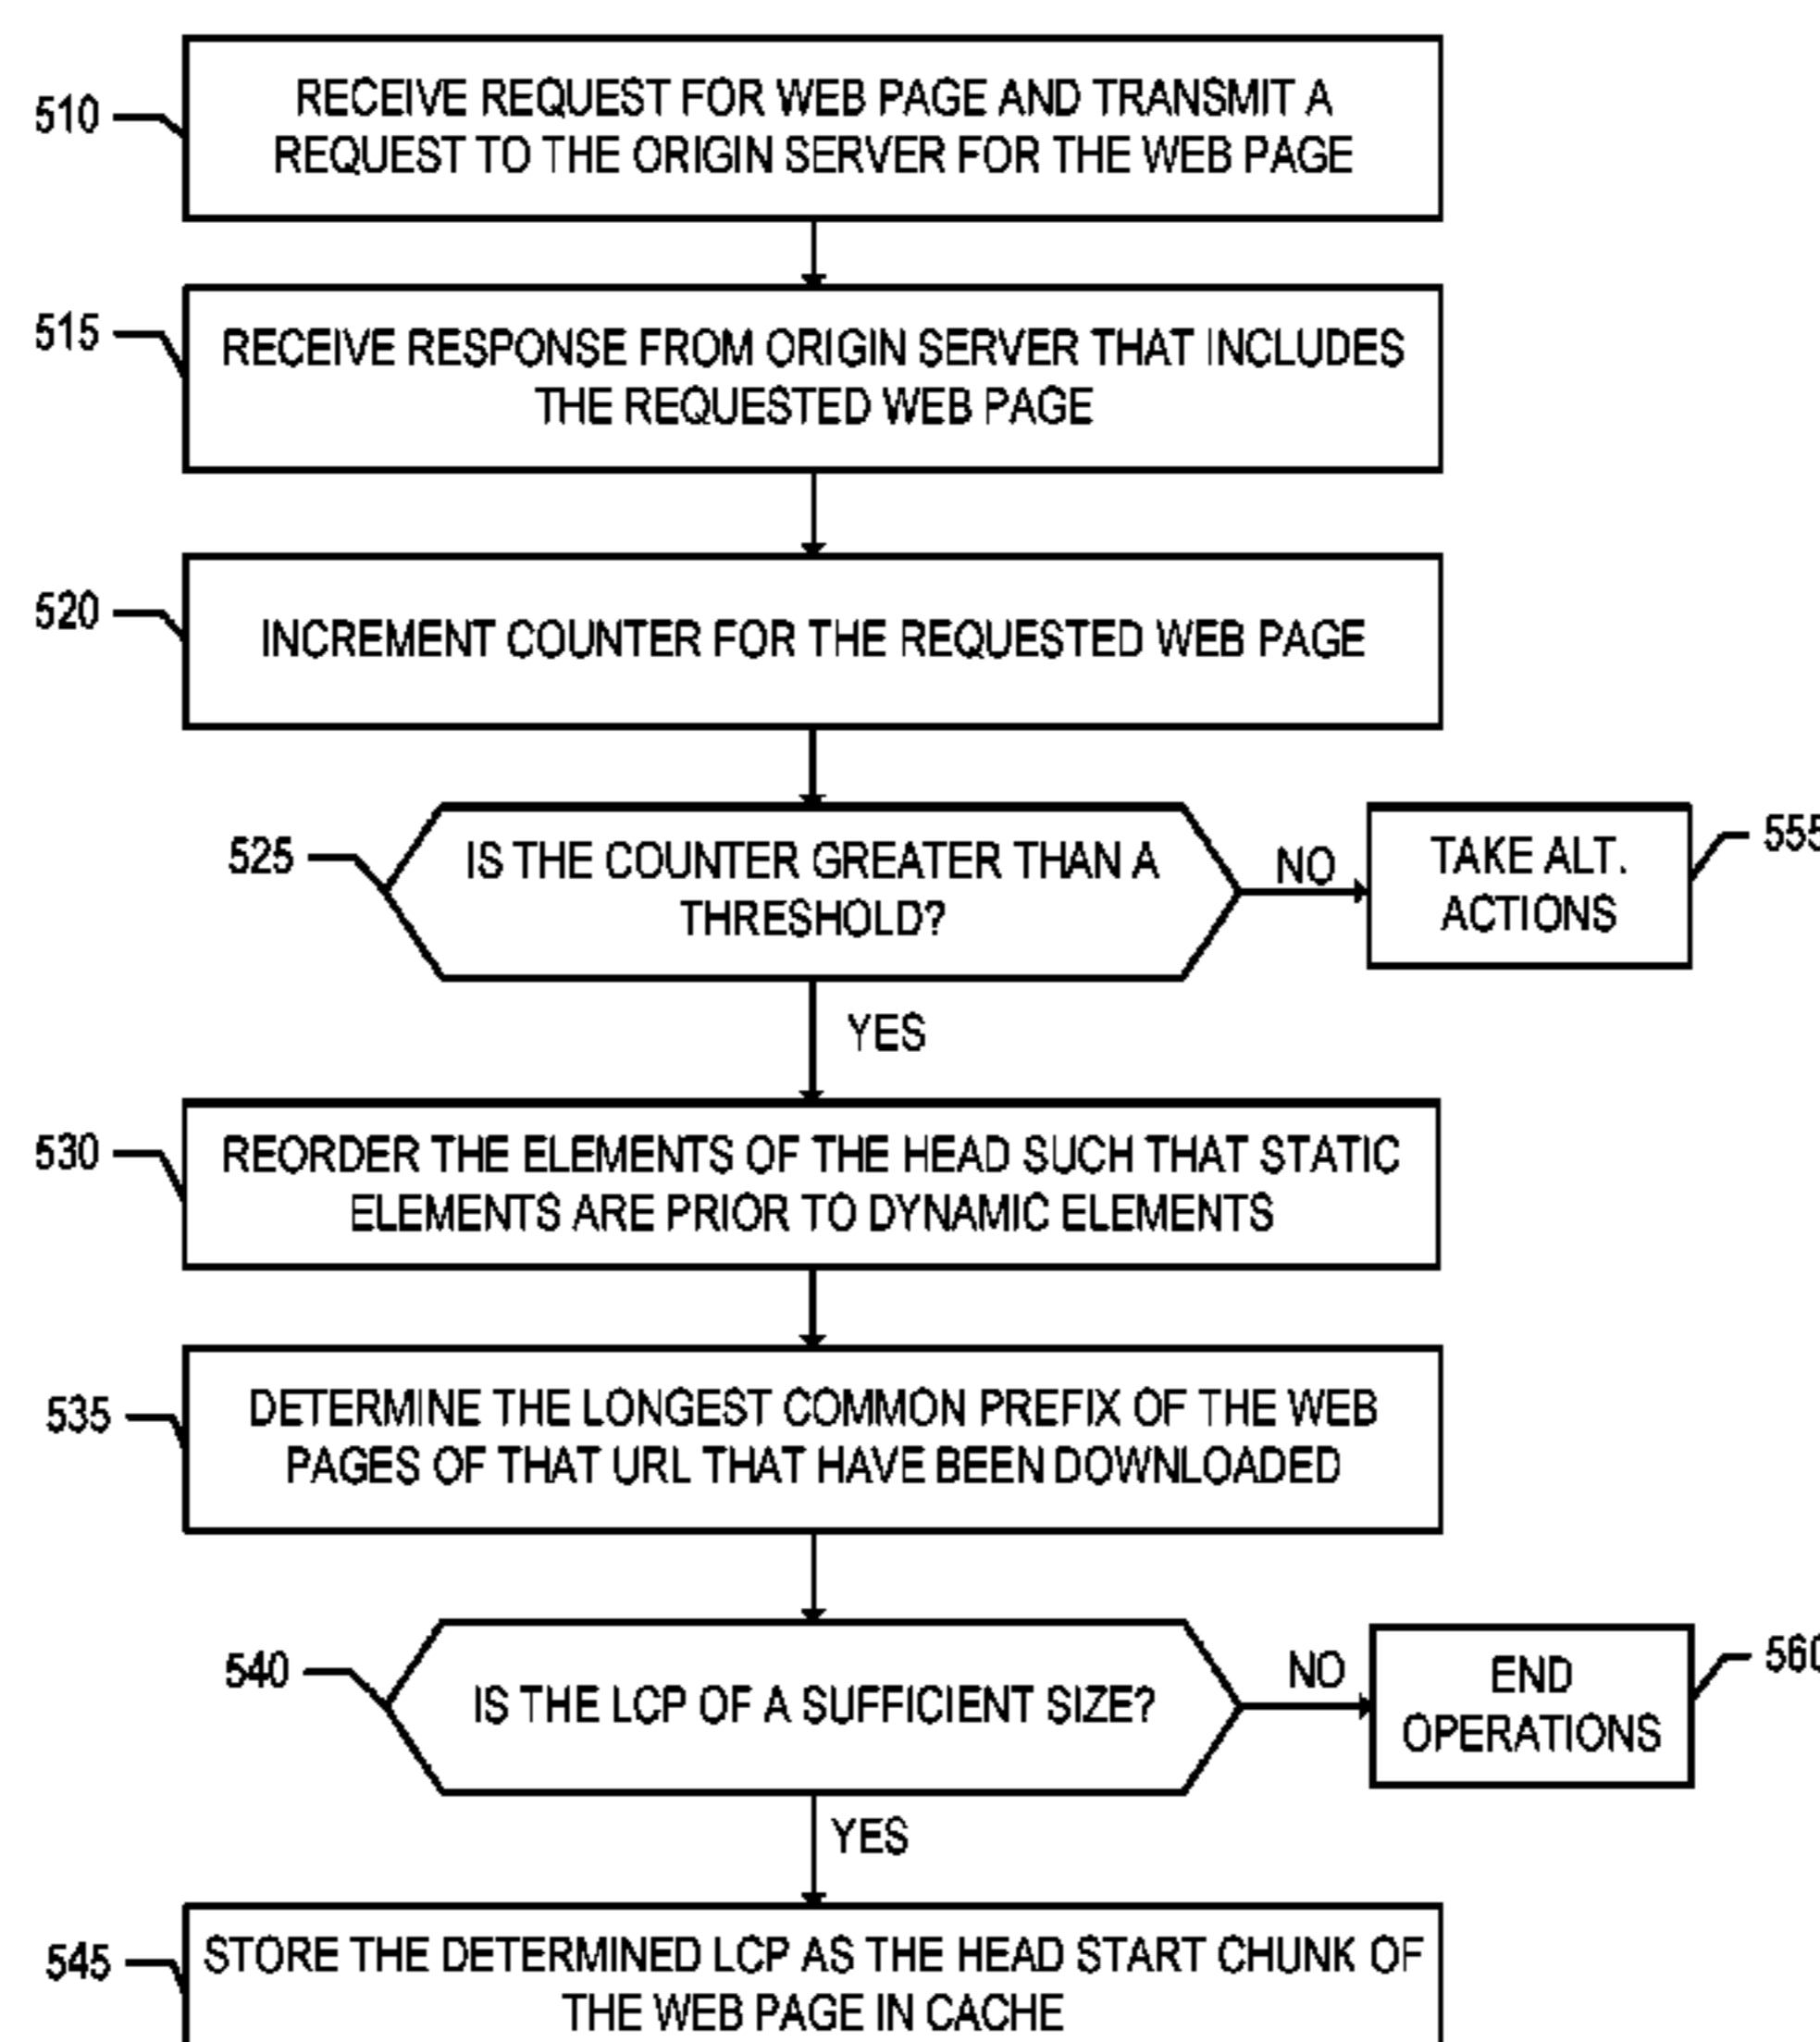 510
RECEIVE REQUEST FOR WEB PAGE AND TRANSMIT A
REQUEST TO THE ORIGIN SERVER FOR THE WEB PAGE
515
RECEIVE RESPONSE FROM ORIGIN SERVER THAT INCLUDES
THE REQUESTED WEB PAGE
520
INCREMENT COUNTER FOR THE REQUESTED WEB PAGE
525
IS THE COUNTER GREATER THAN A
THRESHOLD?
NO
TAKE ALT.
ACTIONS
555
YES
530
REORDER THE ELEMENTS OF THE HEAD SUCH THAT STATIC
ELEMENTS ARE PRIOR TO DYNAMIC ELEMENTS
535
DETERMINE THE LONGEST COMMON PREFIX OF THE WEB
PAGES OF THAT URL THAT HAVE BEEN DOWNLOADED
540
IS THE LCP OF A SUFFICIENT SIZE?
NO
END
OPERATIONS
560
YES
545
STORE THE DETERMINED LCP AS THE HEAD START CHUNK OF
THE WEB PAGE IN CACHE